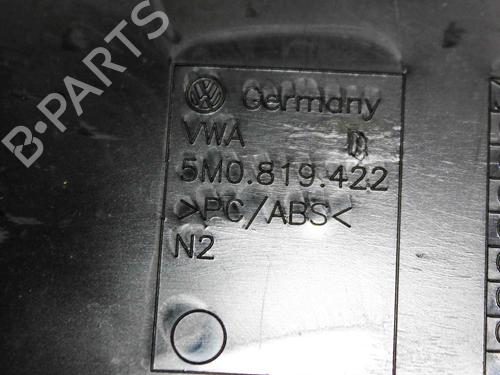 Germany
VWA
5M0.819.422
>PC/ABS<
N2
B-PARTS